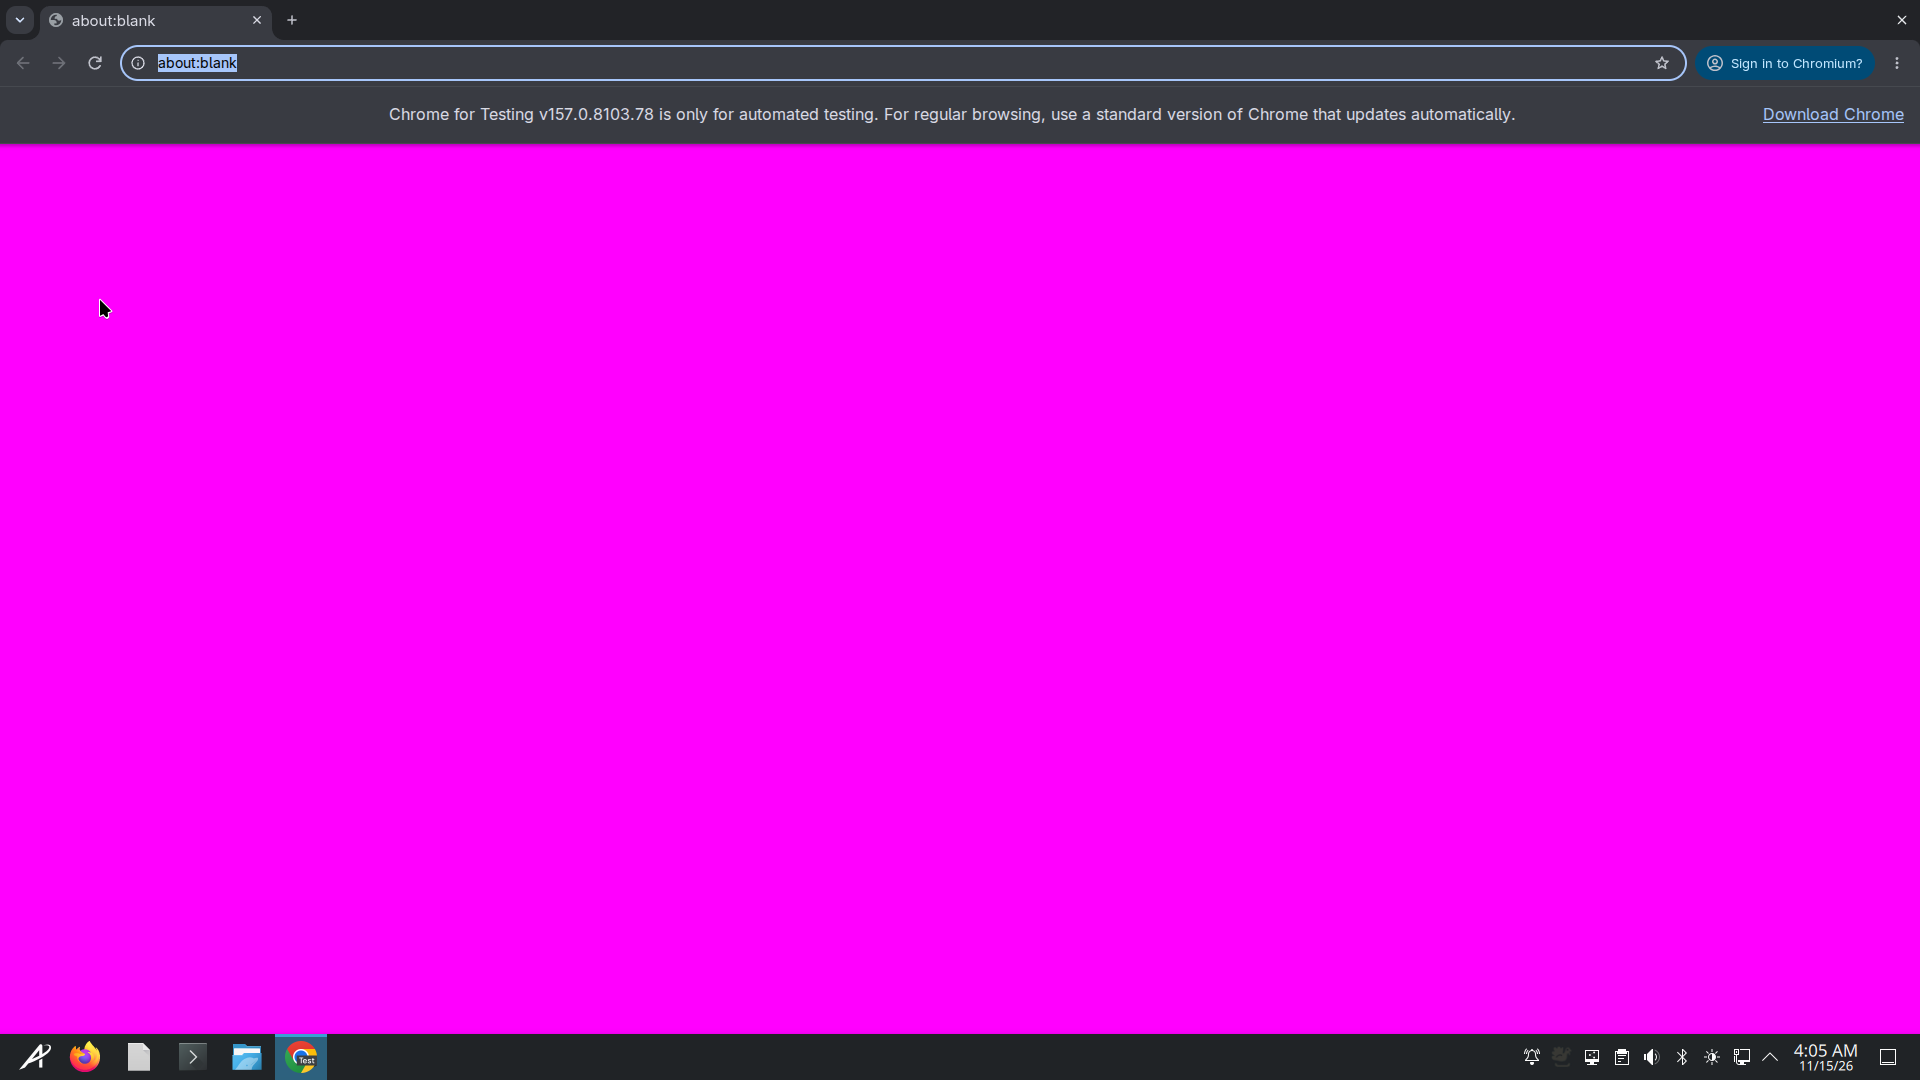 about:blank
about:blank
Sign in to Chromium?
Chrome for Testing v157.0.8103.78 is only for automated testing. For regular browsing, use a standard version of Chrome that updates automatically.
Download Chrome
Test
4:05 AM
11/15/26